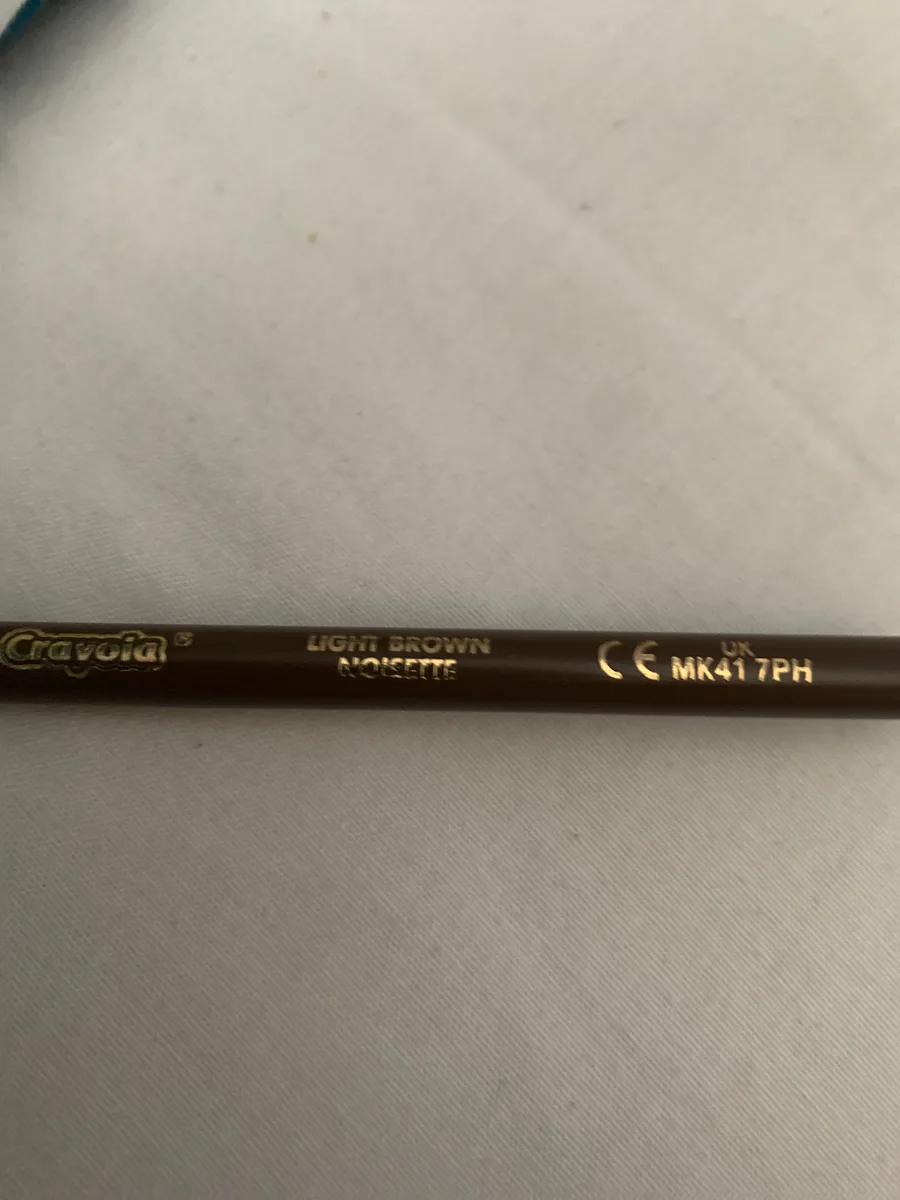 Crayola ®
LIGHT BROWN
NOISETTE
CE
UK
MK41 7PH